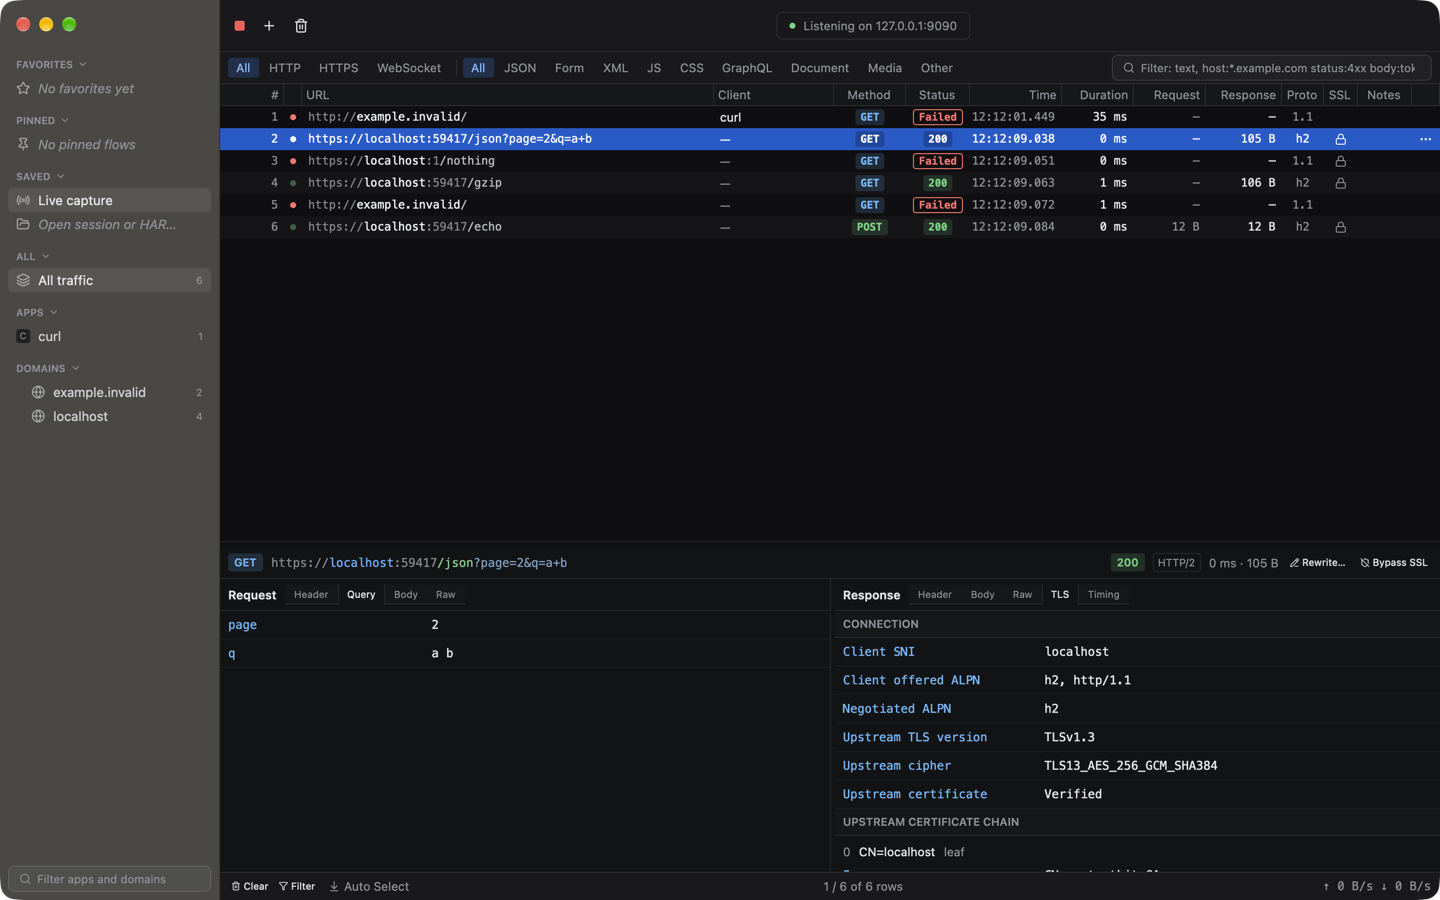 Listening on 127.0.0.1:9090
FAVORITES
No favorites yet
PINNED
No pinned flows
SAVED
Live capture
Open session or HAR...
ALL
All traffic 6
APPS
C curl 1
DOMAINS
example.invalid 2
localhost 4
Filter apps and domains
All HTTP HTTPS WebSocket All JSON Form XML JS CSS GraphQL Document Media Other Filter: text, host:*.example.com status:4xx body:tok
# URL Client Method Status Time Duration Request Response Proto SSL Notes
1 http://example.invalid/ curl GET Failed 12:12:01.449 35 ms — — 1.1
2 https://localhost:59417/json?page=2&q=a+b — GET 200 12:12:09.038 0 ms — 105 B h2 ...
3 https://localhost:1/nothing — GET Failed 12:12:09.051 0 ms — — 1.1
4 https://localhost:59417/gzip — GET 200 12:12:09.063 1 ms — 106 B h2
5 http://example.invalid/ — GET Failed 12:12:09.072 1 ms — — 1.1
6 https://localhost:59417/echo — POST 200 12:12:09.084 0 ms 12 B 12 B h2
GET https://localhost:59417/json?page=2&q=a+b 200 HTTP/2 0 ms · 105 B Rewrite... Bypass SSL
Request Header Query Body Raw
page 2
q a b
Response Header Body Raw TLS Timing
CONNECTION
Client SNI localhost
Client offered ALPN h2, http/1.1
Negotiated ALPN h2
Upstream TLS version TLSv1.3
Upstream cipher TLS13_AES_256_GCM_SHA384
Upstream certificate Verified
UPSTREAM CERTIFICATE CHAIN
0 CN=localhost leaf
Clear Filter Auto Select 1 / 6 of 6 rows ↑ 0 B/s ↓ 0 B/s